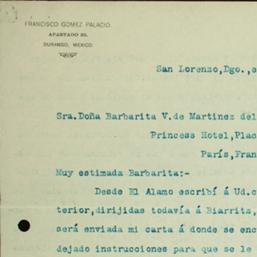 FRANCISCO GOMEZ PALACIO.
APARTADO 20.
DURANGO, MEXICO.
San Lorenzo,Dgo.,e
Sra.Doña Barbarita V.de Martinez del
Princess Hotel,Plac
París,Fran
Muy estimada Barbarita:-
Desde El Alamo escribí á Ud.c
terior,dirijidas todavía á Biarritz,
será enviada mi carta á donde se enc
dejado instrucciones para que se le